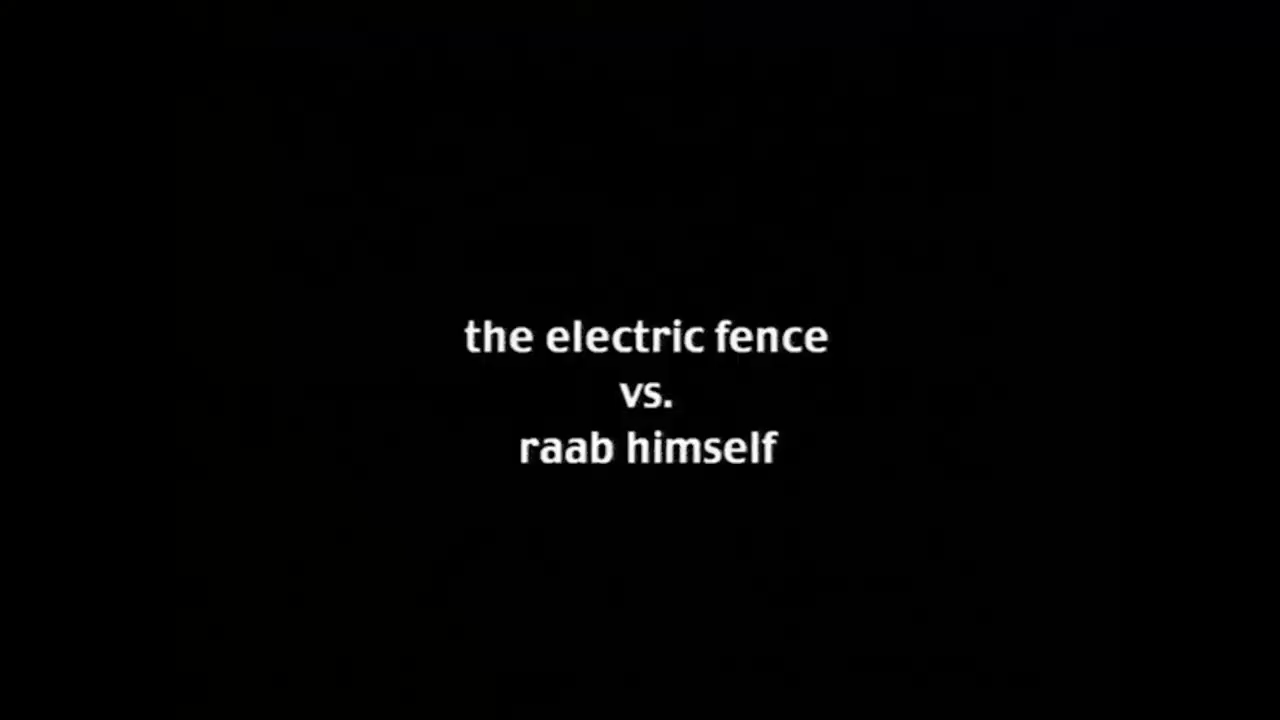 the electric fence
vs.
raab himself